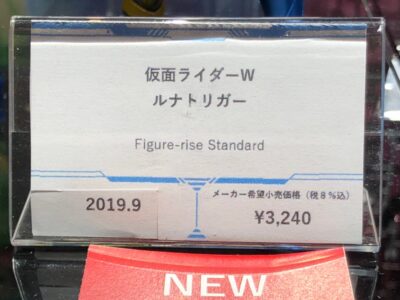 仮面ライダーW
ルナトリガー
Figure-rise Standard
2019.9
メーカー希望小売価格（税８％込）
¥3,240
NEW